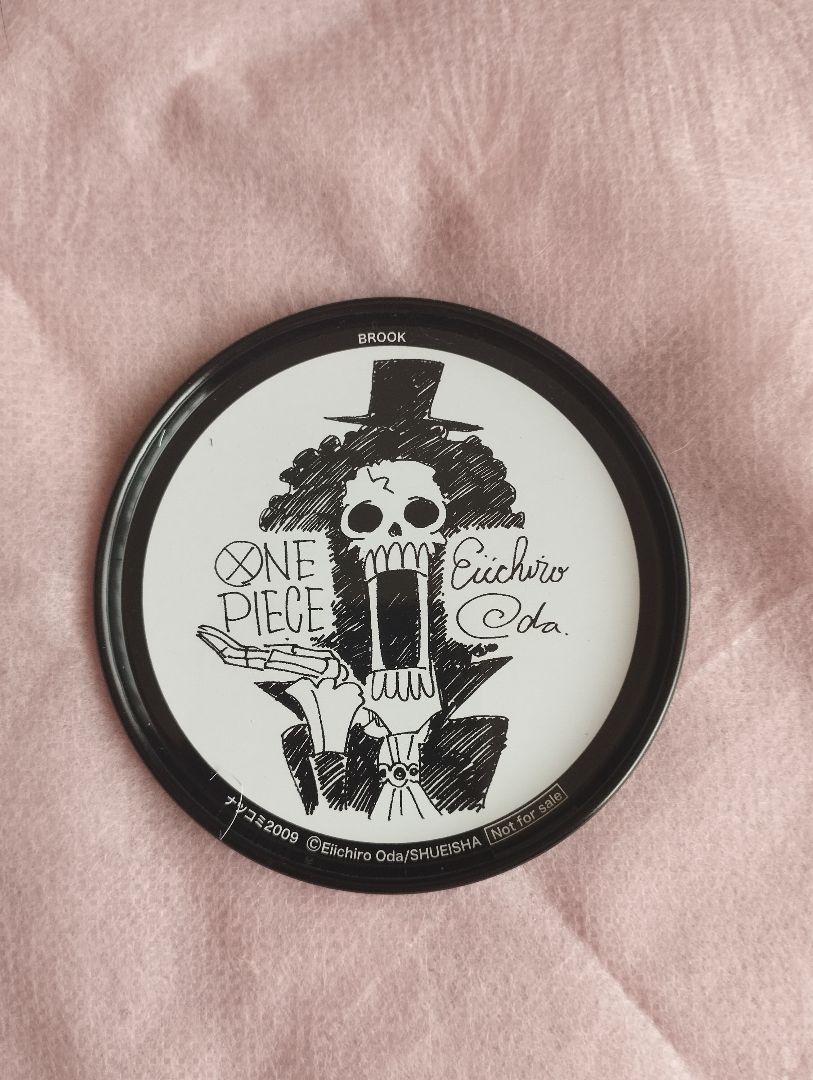 BROOK
ONE
PIECE
Eiichiro
Oda.
ナツコミ2009 ©Eiichiro Oda/SHUEISHA Not for sale